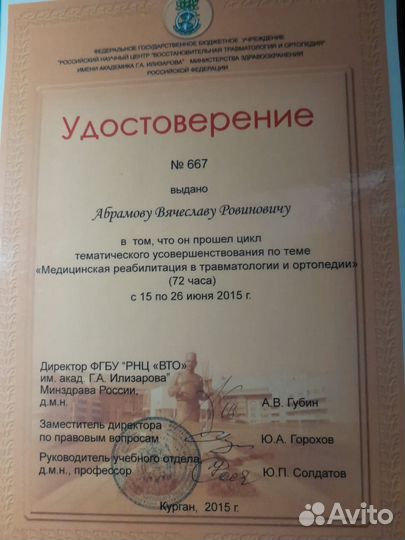 ФЕДЕРАЛЬНОЕ ГОСУДАРСТВЕННОЕ БЮДЖЕТНОЕ УЧРЕЖДЕНИЕ
"РОССИЙСКИЙ НАУЧНЫЙ ЦЕНТР "ВОССТАНОВИТЕЛЬНАЯ ТРАВМАТОЛОГИЯ И ОРТОПЕДИЯ"
ИМЕНИ АКАДЕМИКА Г.А. ИЛИЗАРОВА" МИНИСТЕРСТВА ЗДРАВООХРАНЕНИЯ
РОССИЙСКОЙ ФЕДЕРАЦИИ
Удостоверение
№ 667
выдано
Абрамову Вячеславу Ровиновичу
в том, что он прошел цикл
тематического усовершенствования по теме
«Медицинская реабилитация в травматологии и ортопедии»
(72 часа)
с 15 по 26 июня 2015 г.
Директор ФГБУ "РНЦ «ВТО»
им. акад. Г.А. Илизарова"
Минздрава России,
д.м.н. А.В. Губин
Заместитель директора
по правовым вопросам Ю.А. Горохов
Руководитель учебного отдела,
д.м.н., профессор Ю.П. Солдатов
Курган, 2015 г.
Avito